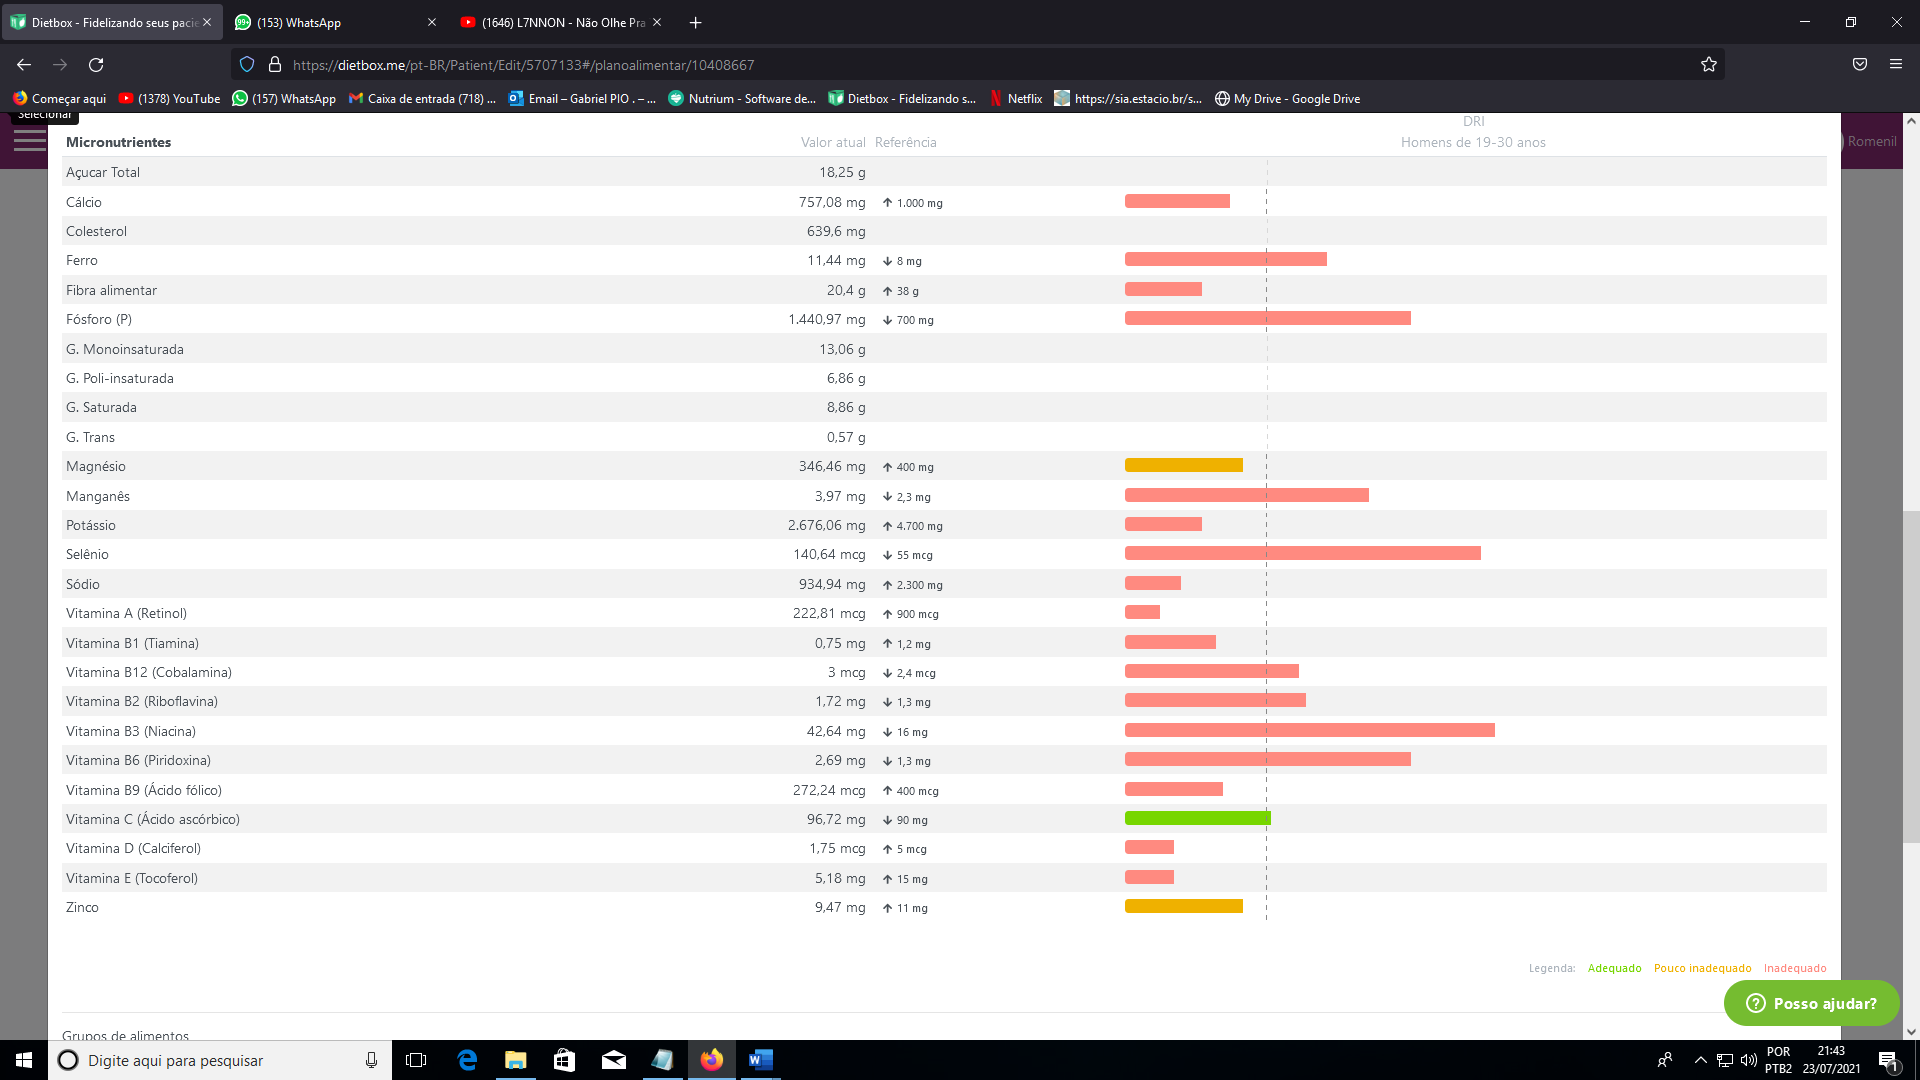 Dietbox - Fidelizando seus pacie
(153) WhatsApp
(1646) L7NNON - Não Olhe Pra
https://dietbox.me/pt-BR/Patient/Edit/5707133#/planoalimentar/10408667
Começar aqui (1378) YouTube (157) WhatsApp Caixa de entrada (718) ... Email – Gabriel PIO . – ... Nutrium - Software de... Dietbox - Fidelizando s... Netflix https://sia.estacio.br/s... My Drive - Google Drive
Selecionar
DRI
Micronutrientes Valor atual Referência Homens de 19-30 anos Romenil
Açucar Total 18,25 g
Cálcio 757,08 mg ↑ 1.000 mg
Colesterol 639,6 mg
Ferro 11,44 mg ↓ 8 mg
Fibra alimentar 20,4 g ↑ 38 g
Fósforo (P) 1.440,97 mg ↓ 700 mg
G. Monoinsaturada 13,06 g
G. Poli-insaturada 6,86 g
G. Saturada 8,86 g
G. Trans 0,57 g
Magnésio 346,46 mg ↑ 400 mg
Manganês 3,97 mg ↓ 2,3 mg
Potássio 2.676,06 mg ↑ 4.700 mg
Selênio 140,64 mcg ↓ 55 mcg
Sódio 934,94 mg ↑ 2.300 mg
Vitamina A (Retinol) 222,81 mcg ↑ 900 mcg
Vitamina B1 (Tiamina) 0,75 mg ↑ 1,2 mg
Vitamina B12 (Cobalamina) 3 mcg ↓ 2,4 mcg
Vitamina B2 (Riboflavina) 1,72 mg ↓ 1,3 mg
Vitamina B3 (Niacina) 42,64 mg ↓ 16 mg
Vitamina B6 (Piridoxina) 2,69 mg ↓ 1,3 mg
Vitamina B9 (Ácido fólico) 272,24 mcg ↑ 400 mcg
Vitamina C (Ácido ascórbico) 96,72 mg ↓ 90 mg
Vitamina D (Calciferol) 1,75 mcg ↑ 5 mcg
Vitamina E (Tocoferol) 5,18 mg ↑ 15 mg
Zinco 9,47 mg ↑ 11 mg
Legenda: Adequado Pouco inadequado Inadequado
Posso ajudar?
Grupos de alimentos
Digite aqui para pesquisar
POR
PTB2
21:43
23/07/2021
1